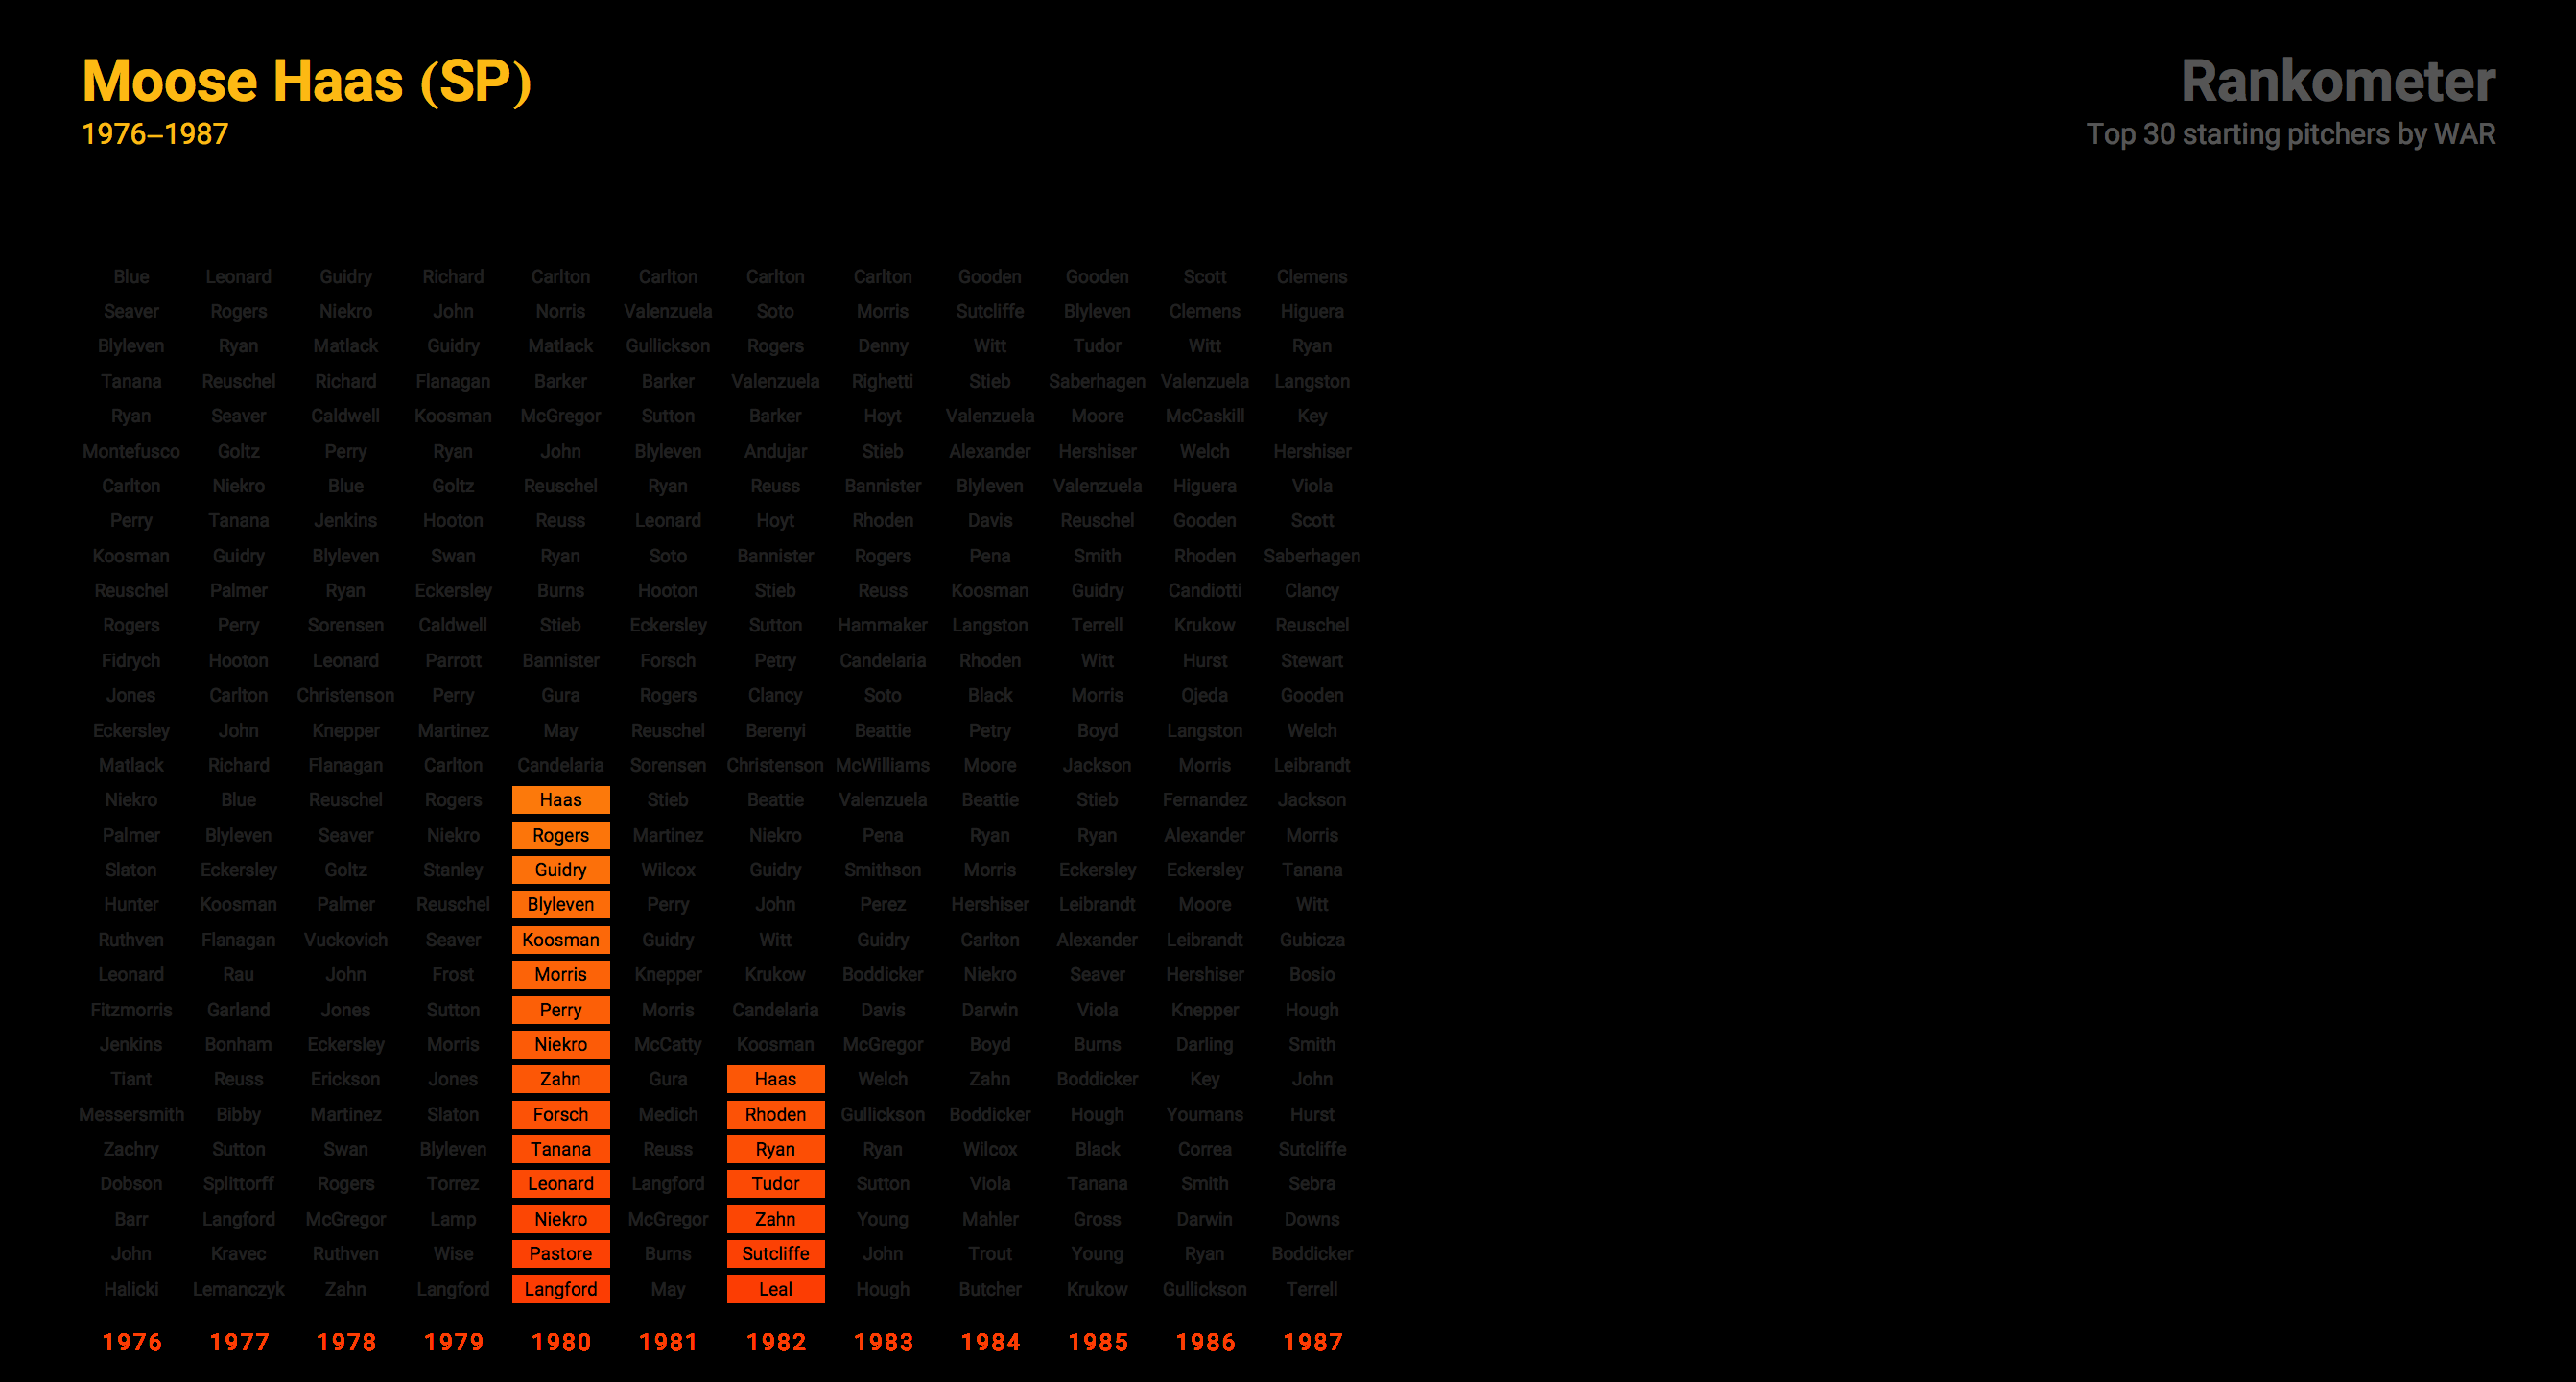 Moose Haas (SP)
1976–1987
Rankometer
Top 30 starting pitchers by WAR
Blue Leonard Guidry Richard Carlton Carlton Carlton Carlton Gooden Gooden Scott Clemens
Seaver Rogers Niekro John Norris Valenzuela Soto Morris Sutcliffe Blyleven Clemens Higuera
Blyleven Ryan Matlack Guidry Matlack Gullickson Rogers Denny Witt Tudor Witt Ryan
Tanana Reuschel Richard Flanagan Barker Barker Valenzuela Righetti Stieb Saberhagen Valenzuela Langston
Ryan Seaver Caldwell Koosman McGregor Sutton Barker Hoyt Valenzuela Moore McCaskill Key
Montefusco Goltz Perry Ryan John Blyleven Andujar Stieb Alexander Hershiser Welch Hershiser
Carlton Niekro Blue Goltz Reuschel Ryan Reuss Bannister Blyleven Valenzuela Higuera Viola
Perry Tanana Jenkins Hooton Reuss Leonard Hoyt Rhoden Davis Reuschel Gooden Scott
Koosman Guidry Blyleven Swan Ryan Soto Bannister Rogers Pena Smith Rhoden Saberhagen
Reuschel Palmer Ryan Eckersley Burns Hooton Stieb Reuss Koosman Guidry Candiotti Clancy
Rogers Perry Sorensen Caldwell Stieb Eckersley Sutton Hammaker Langston Terrell Krukow Reuschel
Fidrych Hooton Leonard Parrott Bannister Forsch Petry Candelaria Rhoden Witt Hurst Stewart
Jones Carlton Christenson Perry Gura Rogers Clancy Soto Black Morris Ojeda Gooden
Eckersley John Knepper Martinez May Reuschel Berenyi Beattie Petry Boyd Langston Welch
Matlack Richard Flanagan Carlton Candelaria Sorensen Christenson McWilliams Moore Jackson Morris Leibrandt
Niekro Blue Reuschel Rogers Haas Stieb Beattie Valenzuela Beattie Stieb Fernandez Jackson
Palmer Blyleven Seaver Niekro Rogers Martinez Niekro Pena Ryan Ryan Alexander Morris
Slaton Eckersley Goltz Stanley Guidry Wilcox Guidry Smithson Morris Eckersley Eckersley Tanana
Hunter Koosman Palmer Reuschel Blyleven Perry John Perez Hershiser Leibrandt Moore Witt
Ruthven Flanagan Vuckovich Seaver Koosman Guidry Witt Guidry Carlton Alexander Leibrandt Gubicza
Leonard Rau John Frost Morris Knepper Krukow Boddicker Niekro Seaver Hershiser Bosio
Fitzmorris Garland Jones Sutton Perry Morris Candelaria Davis Darwin Viola Knepper Hough
Jenkins Bonham Eckersley Morris Niekro McCatty Koosman McGregor Boyd Burns Darling Smith
Tiant Reuss Erickson Jones Zahn Gura Haas Welch Zahn Boddicker Key John
Messersmith Bibby Martinez Slaton Forsch Medich Rhoden Gullickson Boddicker Hough Youmans Hurst
Zachry Sutton Swan Blyleven Tanana Reuss Ryan Ryan Wilcox Black Correa Sutcliffe
Dobson Splittorff Rogers Torrez Leonard Langford Tudor Sutton Viola Tanana Smith Sebra
Barr Langford McGregor Lamp Niekro McGregor Zahn Young Mahler Gross Darwin Downs
John Kravec Ruthven Wise Pastore Burns Sutcliffe John Trout Young Ryan Boddicker
Halicki Lemanczyk Zahn Langford Langford May Leal Hough Butcher Krukow Gullickson Terrell
1976 1977 1978 1979 1980 1981 1982 1983 1984 1985 1986 1987